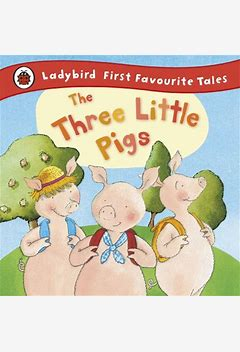 Ladybird First Favourite Tales
The
Three Little
Pigs